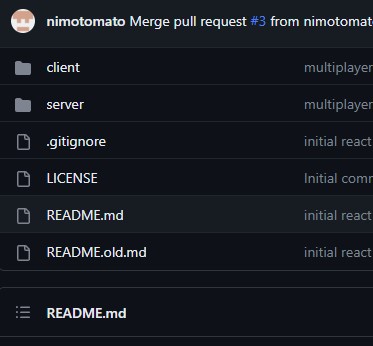 nimotomato Merge pull request #3 from nimotomat
client multiplayer
server multiplayer
.gitignore initial react
LICENSE Initial comm
README.md initial react
README.old.md initial react
README.md